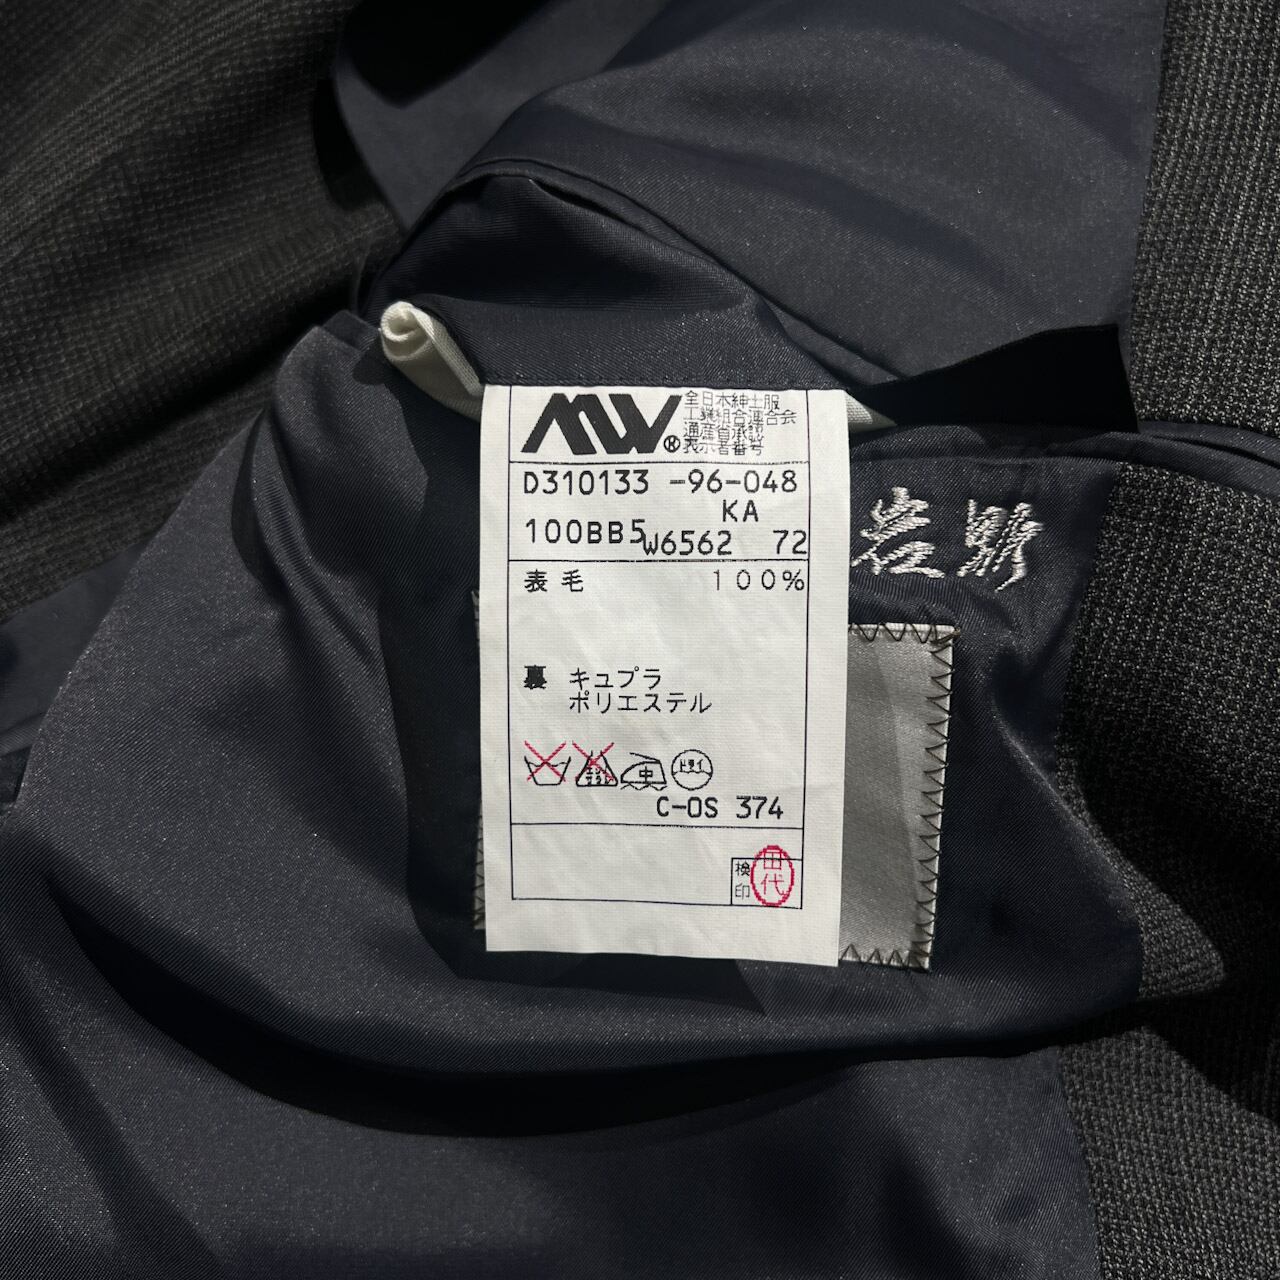 MW®
全日本紳士服
工業組合連合会
通産省承認
表示者番号
D310133 -96-048
KA
100BB5
W6562 72
表 毛 100%
裏 キュプラ
ポリエステル
中
ドライ
C-OS 374
検印
田代
岩野